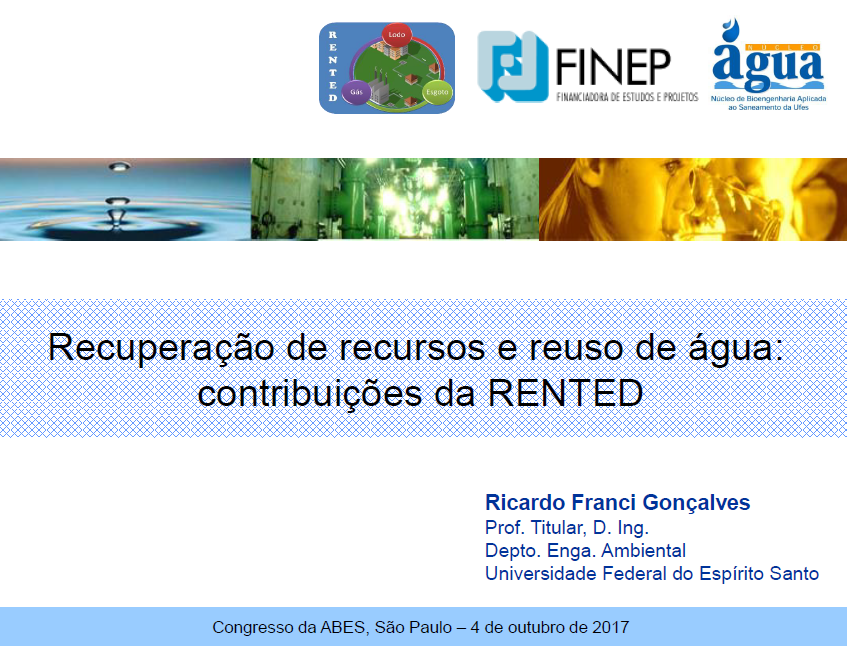 RENTED
Lodo
Gás
Esgoto
FINEP
FINANCIADORA DE ESTUDOS E PROJETOS
NÚCLEO
água
Núcleo de Bioengenharia Aplicada
ao Saneamento da Ufes
Recuperação de recursos e reuso de água:
contribuições da RENTED
Ricardo Franci Gonçalves
Prof. Titular, D. Ing.
Depto. Enga. Ambiental
Universidade Federal do Espírito Santo
Congresso da ABES, São Paulo – 4 de outubro de 2017